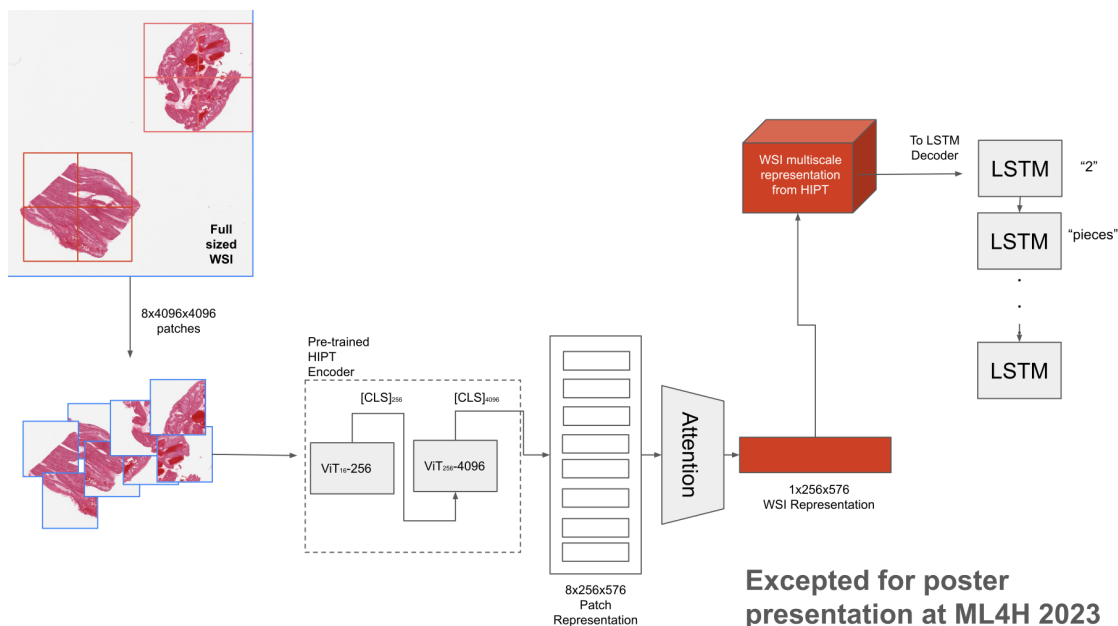 Full
sized
WSI
8x4096x4096
patches
Pre-trained
HIPT
Encoder
[CLS]256
[CLS]4096
ViT16-256
ViT256-4096
8x256x576
Patch
Representation
Attention
1x256x576
WSI Representation
WSI multiscale
representation
from HIPT
To LSTM
Decoder
LSTM
“2”
LSTM
“pieces”
LSTM
Excepted for poster
presentation at ML4H 2023